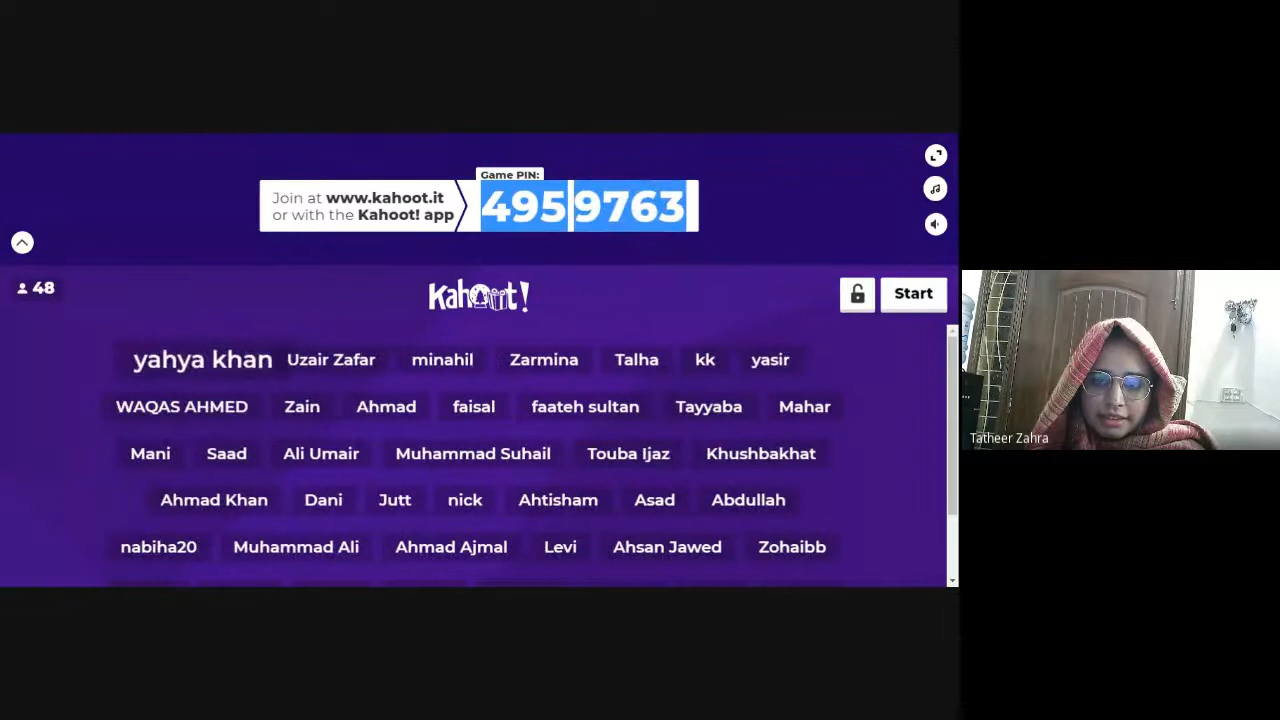 Game PIN:
Join at www.kahoot.it
or with the Kahoot! app
495 9763
48
Kahoot!
Start
yahya khan Uzair Zafar minahil Zarmina Talha kk yasir
WAQAS AHMED Zain Ahmad faisal faateh sultan Tayyaba Mahar
Mani Saad Ali Umair Muhammad Suhail Touba Ijaz Khushbakhat
Ahmad Khan Dani Jutt nick Ahtisham Asad Abdullah
nabiha20 Muhammad Ali Ahmad Ajmal Levi Ahsan Jawed Zohaibb
Tatheer Zahra